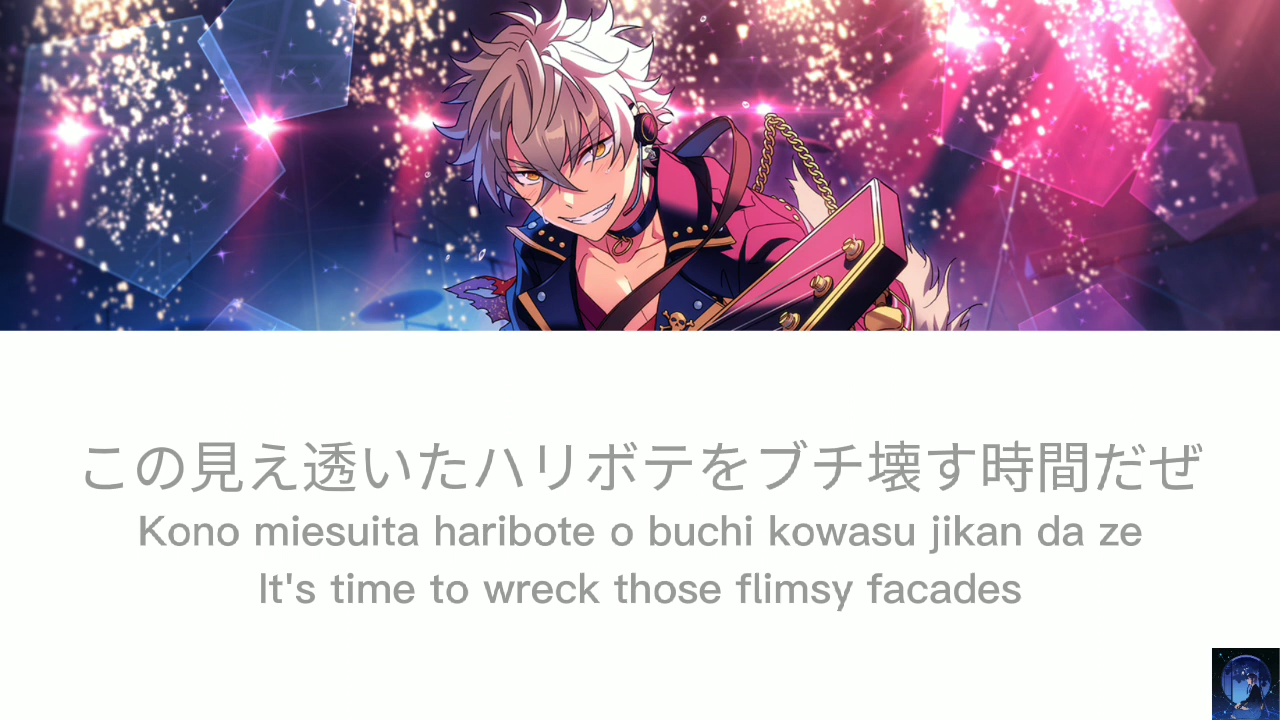 この見え透いたハリボテをブチ壊す時間だぜ
Kono miesuita haribote o buchi kowasu jikan da ze
It's time to wreck those flimsy facades